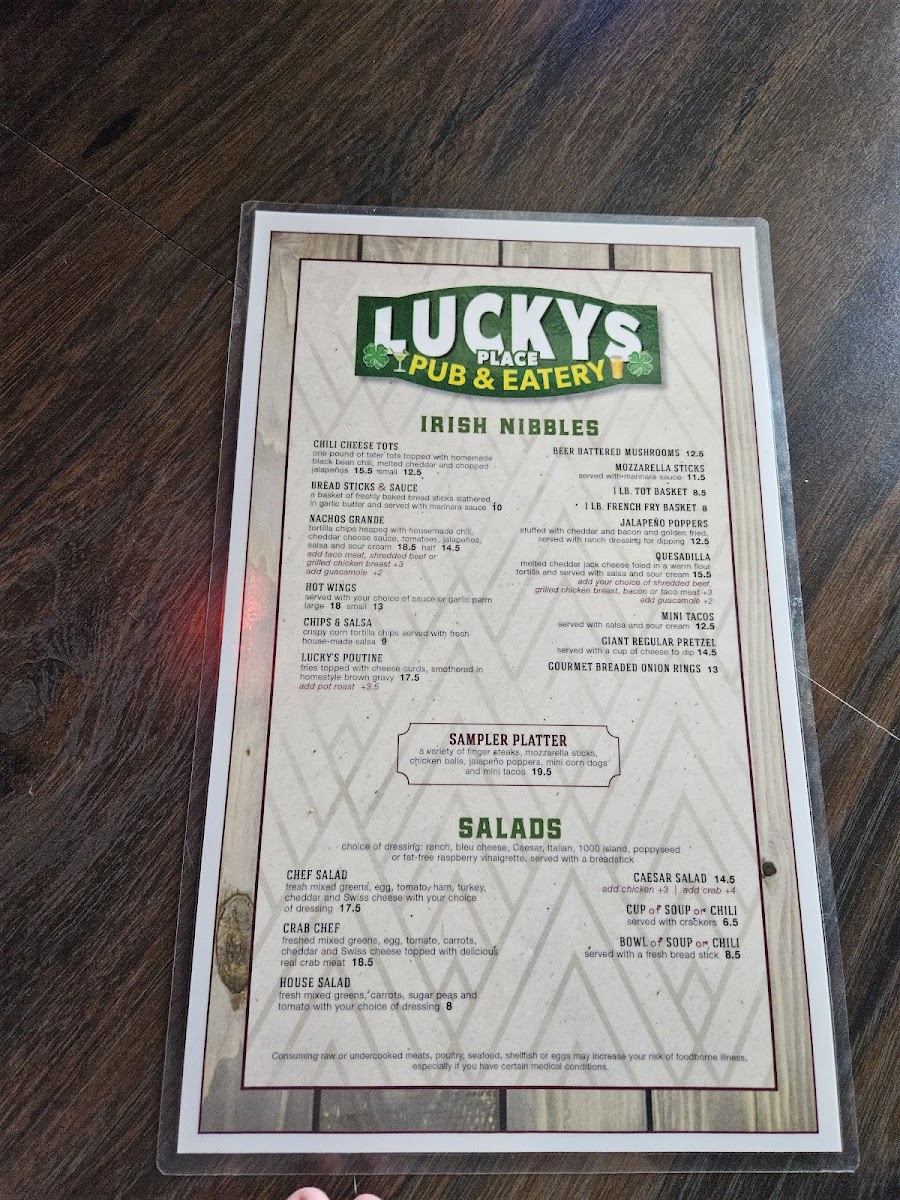 LUCKYS
PLACE
PUB & EATERY
IRISH NIBBLES
CHILI CHEESE TOTS
one pound of tater tots topped with homemade
black bean chili, melted cheddar and chopped
jalapeños 15.5 small 12.5
BREAD STICKS & SAUCE
a basket of freshly baked bread sticks slathered
in garlic butter and served with marinara sauce 10
NACHOS GRANDE
tortilla chips heaped with housemade chili,
cheddar cheese sauce, tomatoes, jalapeños,
salsa and sour cream 18.5 half 14.5
add taco meat, shredded beef or
grilled chicken breast +3
add guacamole +2
HOT WINGS
served with your choice of sauce or garlic parm
large 18 small 13
CHIPS & SALSA
crispy corn tortilla chips served with fresh
house-made salsa 9
LUCKY'S POUTINE
fries topped with cheese curds, smothered in
homestyle brown gravy 17.5
add pot roast +3.5
BEER BATTERED MUSHROOMS 12.5
MOZZARELLA STICKS
served with marinara sauce 11.5
1 LB. TOT BASKET 8.5
1 LB. FRENCH FRY BASKET 8
JALAPEÑO POPPERS
stuffed with cheddar and bacon and golden fried,
served with ranch dressing for dipping 12.5
QUESADILLA
melted cheddar jack cheese foled in a warm flour
tortilla and served with salsa and sour cream 15.5
add your choice of shredded beef,
grilled chicken breast, bacon or taco meat +3
add guacamole +2
MINI TACOS
served with salsa and sour cream 12.5
GIANT REGULAR PRETZEL
served with a cup of cheese to dip 14.5
GOURMET BREADED ONION RINGS 13
SAMPLER PLATTER
a variety of finger steaks, mozzarella sticks,
chicken balls, jalapeño poppers, mini corn dogs
and mini tacos 19.5
SALADS
choice of dressing: ranch, bleu cheese, Caesar, Italian, 1000 island, poppyseed
or fat-free raspberry vinaigrette, served with a breadstick
CHEF SALAD
fresh mixed greens, egg, tomato, ham, turkey,
cheddar and Swiss cheese with your choice
of dressing 17.5
CRAB CHEF
freshed mixed greens, egg, tomato, carrots,
cheddar and Swiss cheese topped with delicious
real crab meat 18.5
HOUSE SALAD
fresh mixed greens, carrots, sugar peas and
tomato with your choice of dressing 8
CAESAR SALAD 14.5
add chicken +3 | add crab +4
CUP of SOUP or CHILI
served with crackers 6.5
BOWL of SOUP or CHILI
served with a fresh bread stick 8.5
Consuming raw or undercooked meats, poultry, seafood, shellfish or eggs may increase your risk of foodborne illness,
especially if you have certain medical conditions.